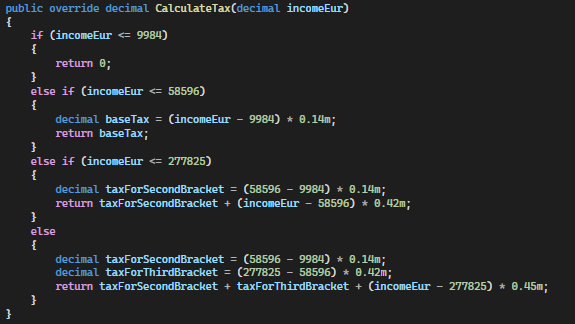 public override decimal CalculateTax(decimal incomeEur)
{
    if (incomeEur <= 9984)
    {
        return 0;
    }
    else if (incomeEur <= 58596)
    {
        decimal baseTax = (incomeEur - 9984) * 0.14m;
        return baseTax;
    }
    else if (incomeEur <= 277825)
    {
        decimal taxForSecondBracket = (58596 - 9984) * 0.14m;
        return taxForSecondBracket + (incomeEur - 58596) * 0.42m;
    }
    else
    {
        decimal taxForSecondBracket = (58596 - 9984) * 0.14m;
        decimal taxForThirdBracket = (277825 - 58596) * 0.42m;
        return taxForSecondBracket + taxForThirdBracket + (incomeEur - 277825) * 0.45m;
    }
}